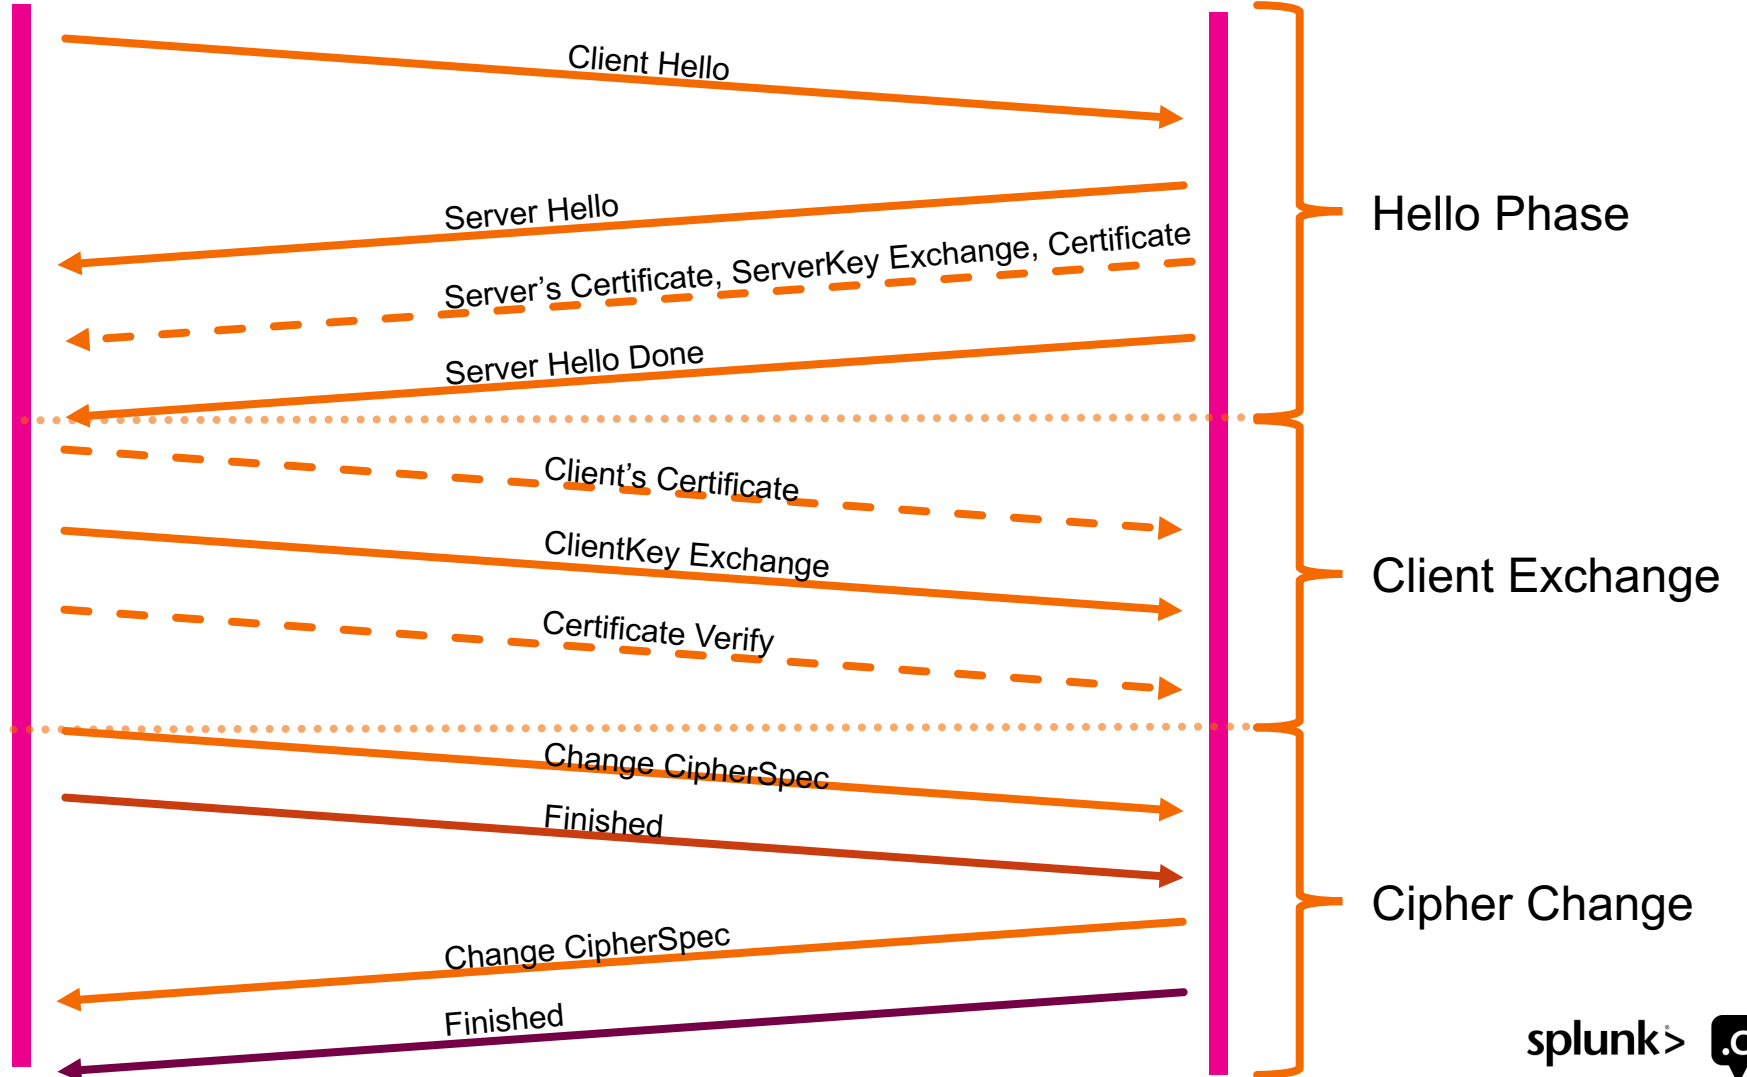 Client Hello
Server Hello
Server's Certificate, ServerKey Exchange, Certificate
Server Hello Done
Hello Phase
Client's Certificate
ClientKey Exchange
Certificate Verify
Client Exchange
Change CipherSpec
Finished
Change CipherSpec
Finished
Cipher Change
splunk>